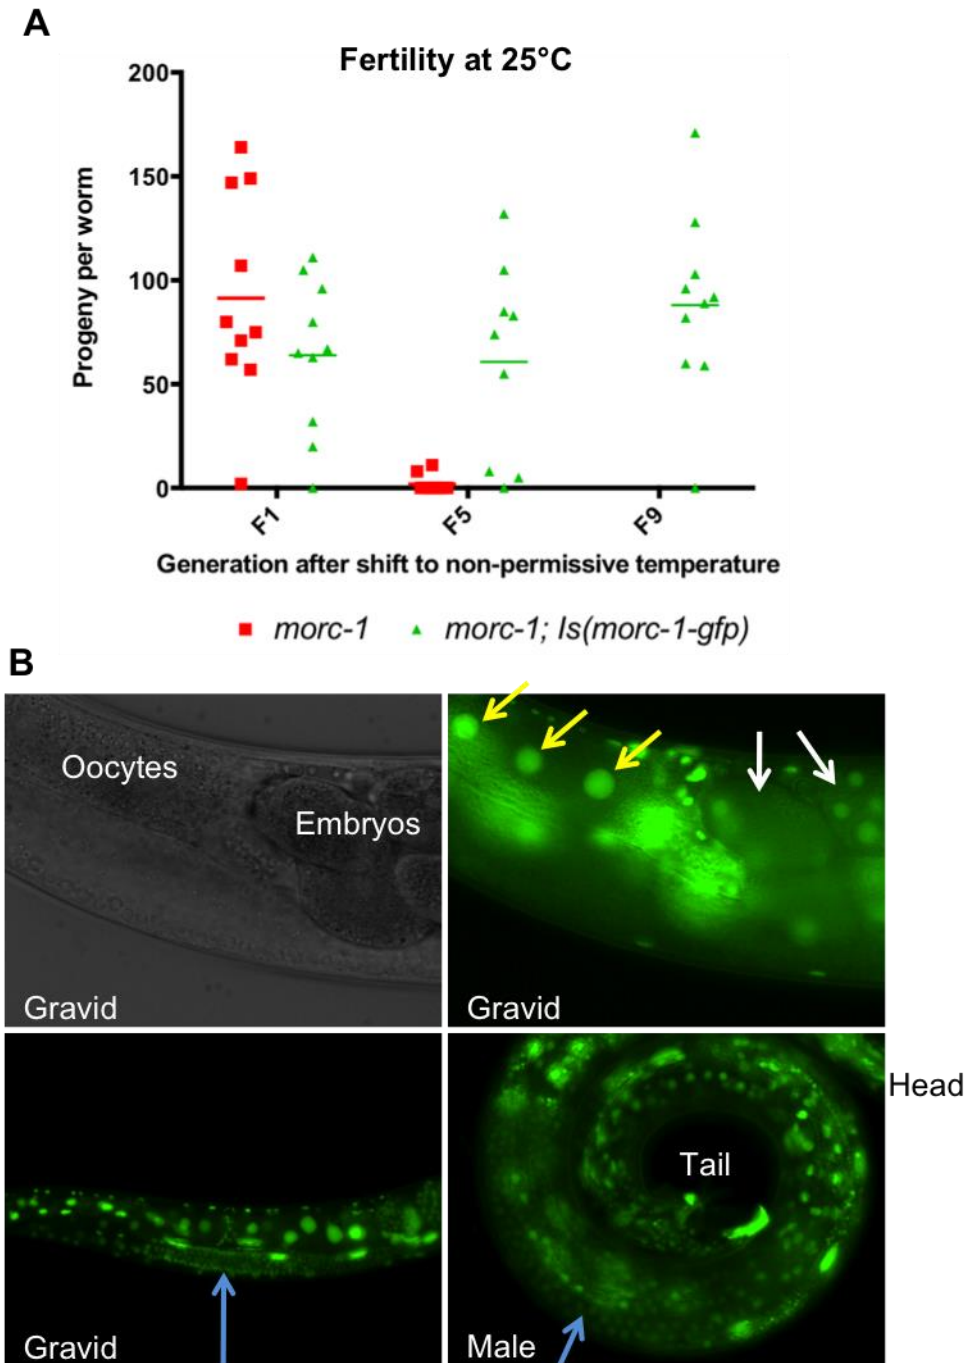 A
Fertility at 25°C
200
150
100
50
0
Progeny per worm
F1
F5
F9
Generation after shift to non-permissive temperature
morc-1
morc-1; Is(morc-1-gfp)
B
Oocytes
Embryos
Gravid
Gravid
Head
Tail
Gravid
Male